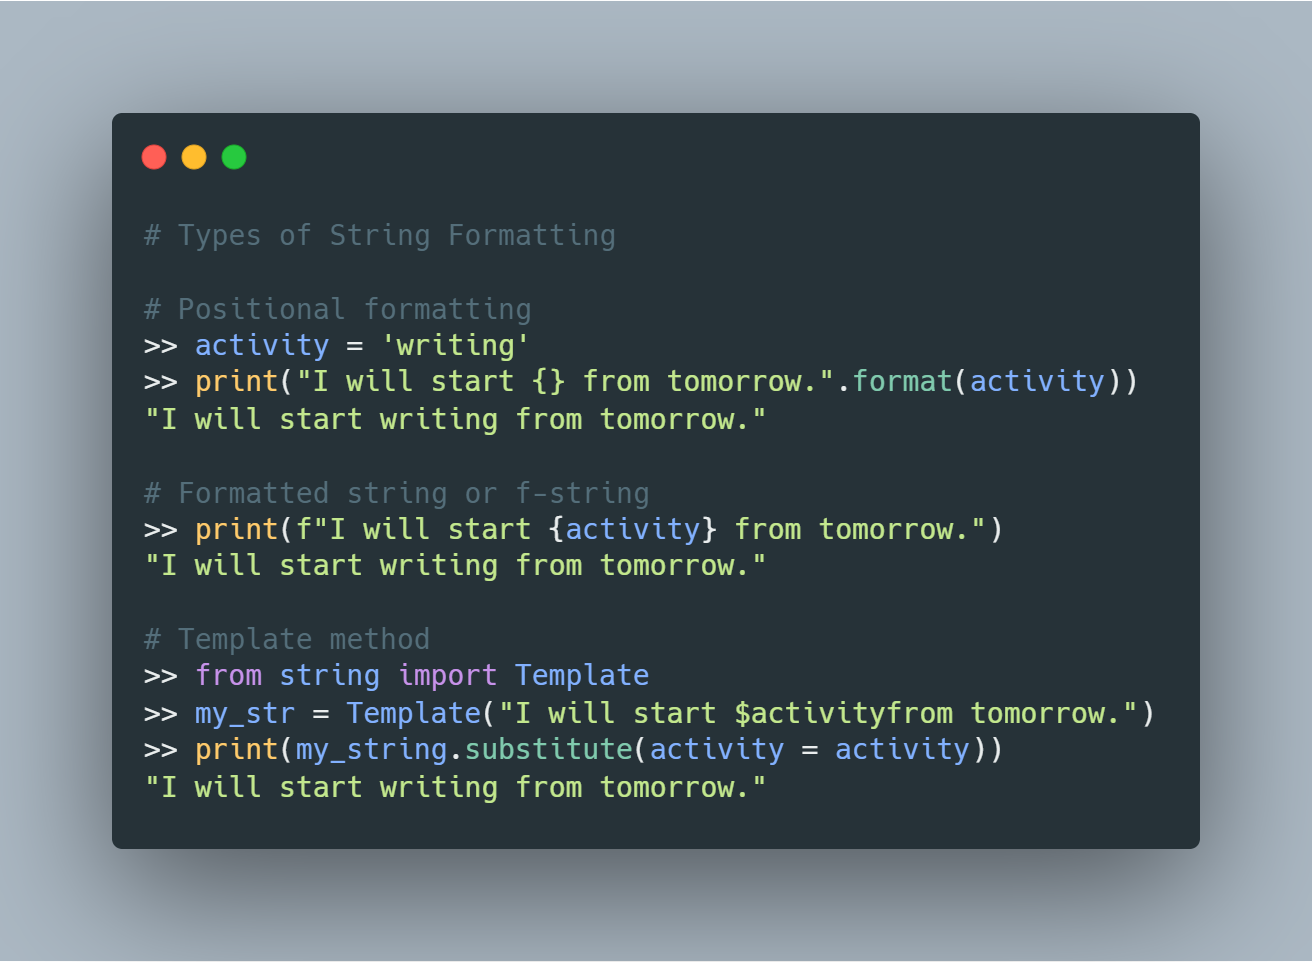 # Types of String Formatting
# Positional formatting
>> activity = 'writing'
>> print("I will start {} from tomorrow.".format(activity))
"I will start writing from tomorrow."
# Formatted string or f-string
>> print(f"I will start {activity} from tomorrow.")
"I will start writing from tomorrow."
# Template method
>> from string import Template
>> my_str = Template("I will start $activityfrom tomorrow.")
>> print(my_string.substitute(activity = activity))
"I will start writing from tomorrow."